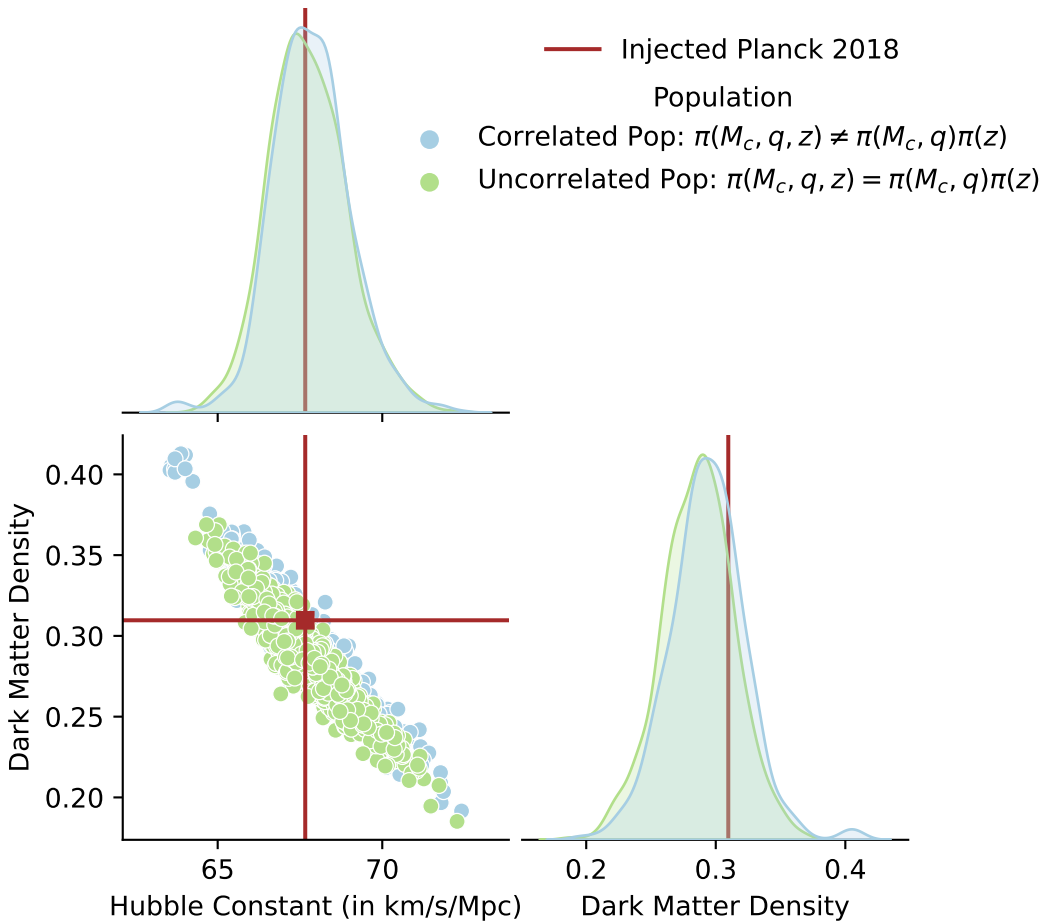 Injected Planck 2018
Population
Correlated Pop: π(M_c, q, z) ≠ π(M_c, q)π(z)
Uncorrelated Pop: π(M_c, q, z) = π(M_c, q)π(z)
0.40
0.35
0.30
0.25
0.20
Dark Matter Density
65 70
Hubble Constant (in km/s/Mpc)
0.2 0.3 0.4
Dark Matter Density